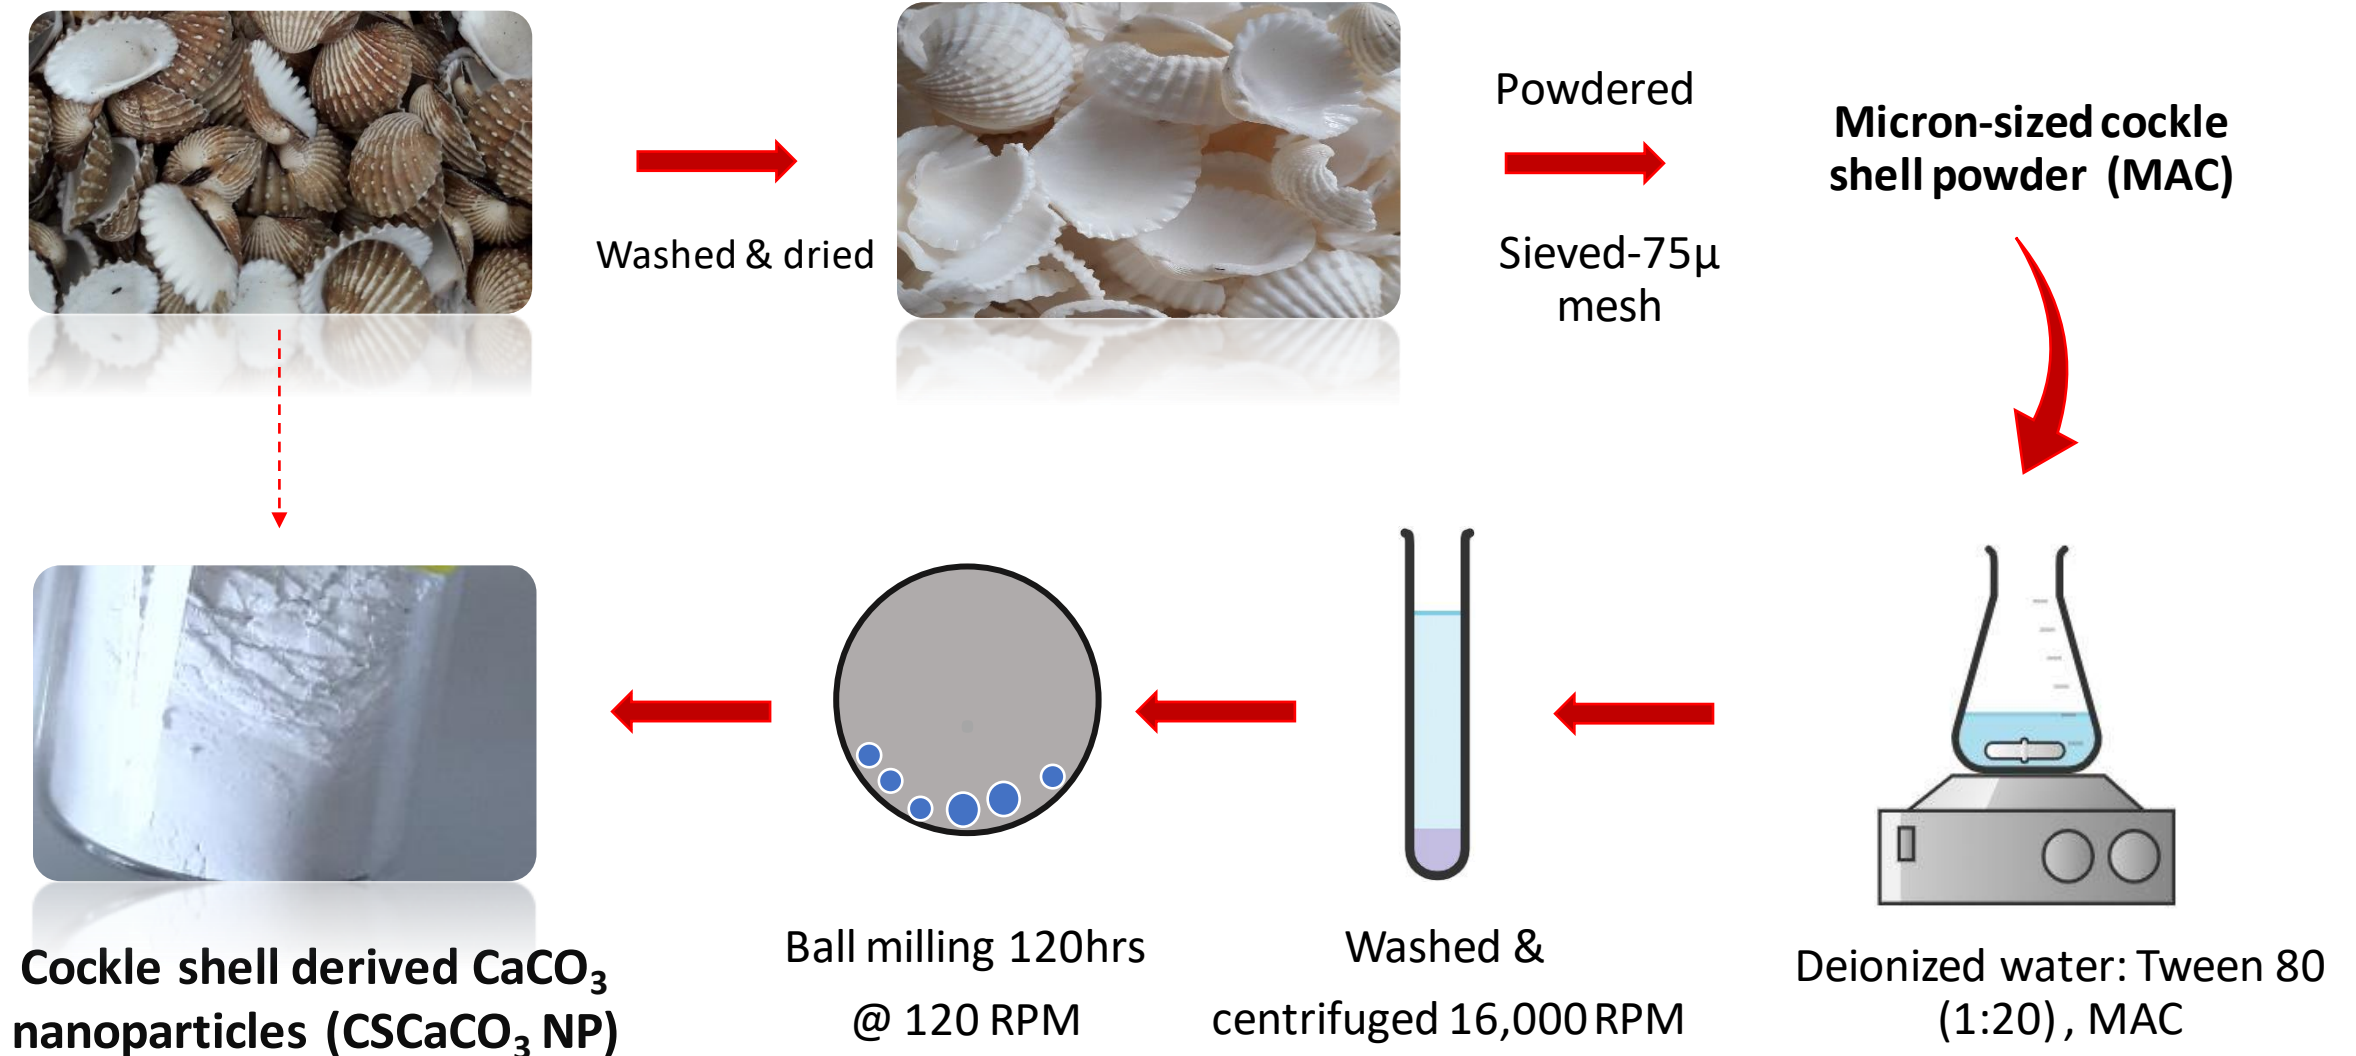 Washed & dried
Powdered
Sieved-75µ
mesh
Micron-sized cockle
shell powder (MAC)
Cockle shell derived CaCO₃
nanoparticles (CSCaCO₃ NP)
Ball milling 120hrs
@ 120 RPM
Washed &
centrifuged 16,000 RPM
Deionized water: Tween 80
(1:20) , MAC